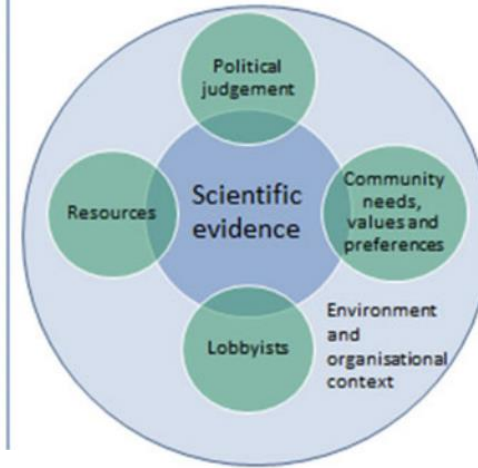 Political
judgement
Resources
Scientific
evidence
Community
needs,
values and
preferences
Lobbyists
Environment
and
organisational
context